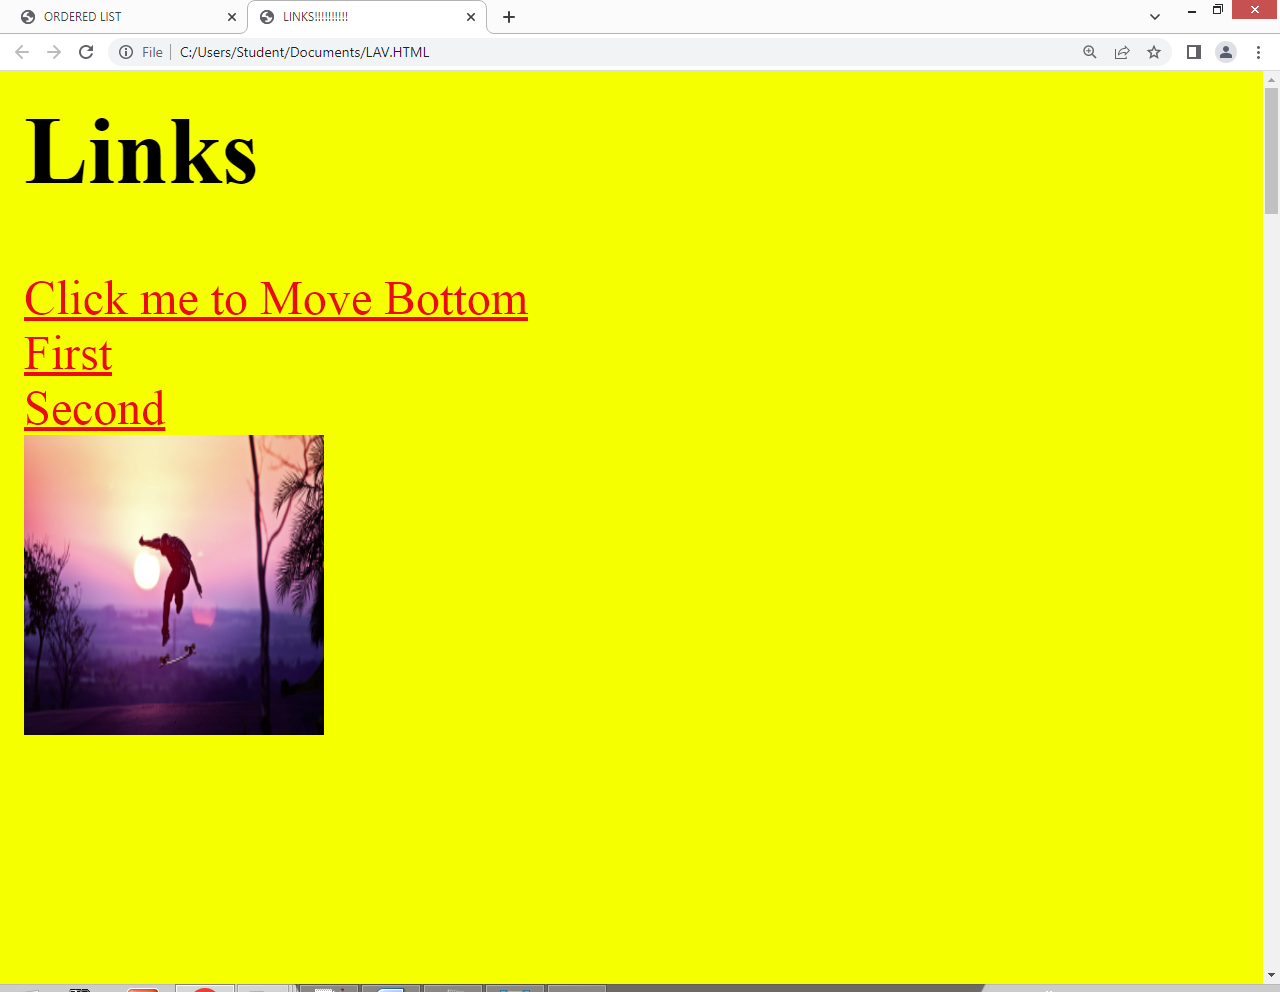 ORDERED LIST
LINKS!!!!!!!!!!
File
C:/Users/Student/Documents/LAV.HTML
Links
Click me to Move Bottom
First
Second